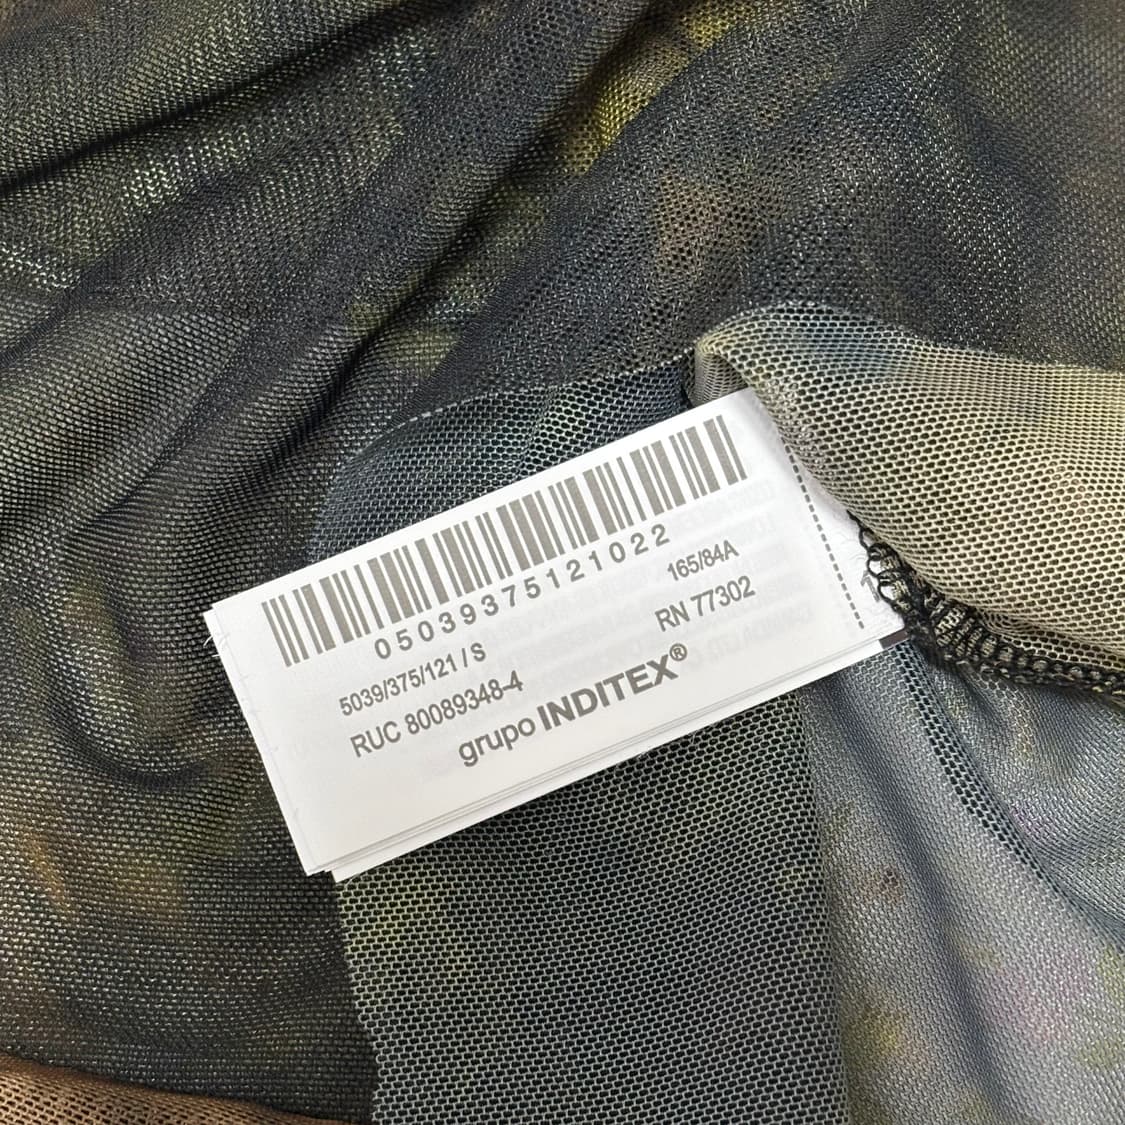 05039375121022
5039/375/121 / S
165/84A
RUC 80089348-4
RN 77302
grupo INDITEX®